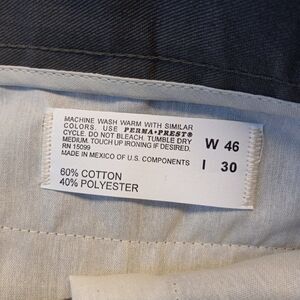 MACHINE WASH WARM WITH SIMILAR
COLORS. USE PERMA-PREST®
CYCLE. DO NOT BLEACH. TUMBLE DRY
MEDIUM. TOUCH UP IRONING IF DESIRED.
RN 15099
MADE IN MEXICO OF U.S. COMPONENTS
60% COTTON
40% POLYESTER
W 46
I 30